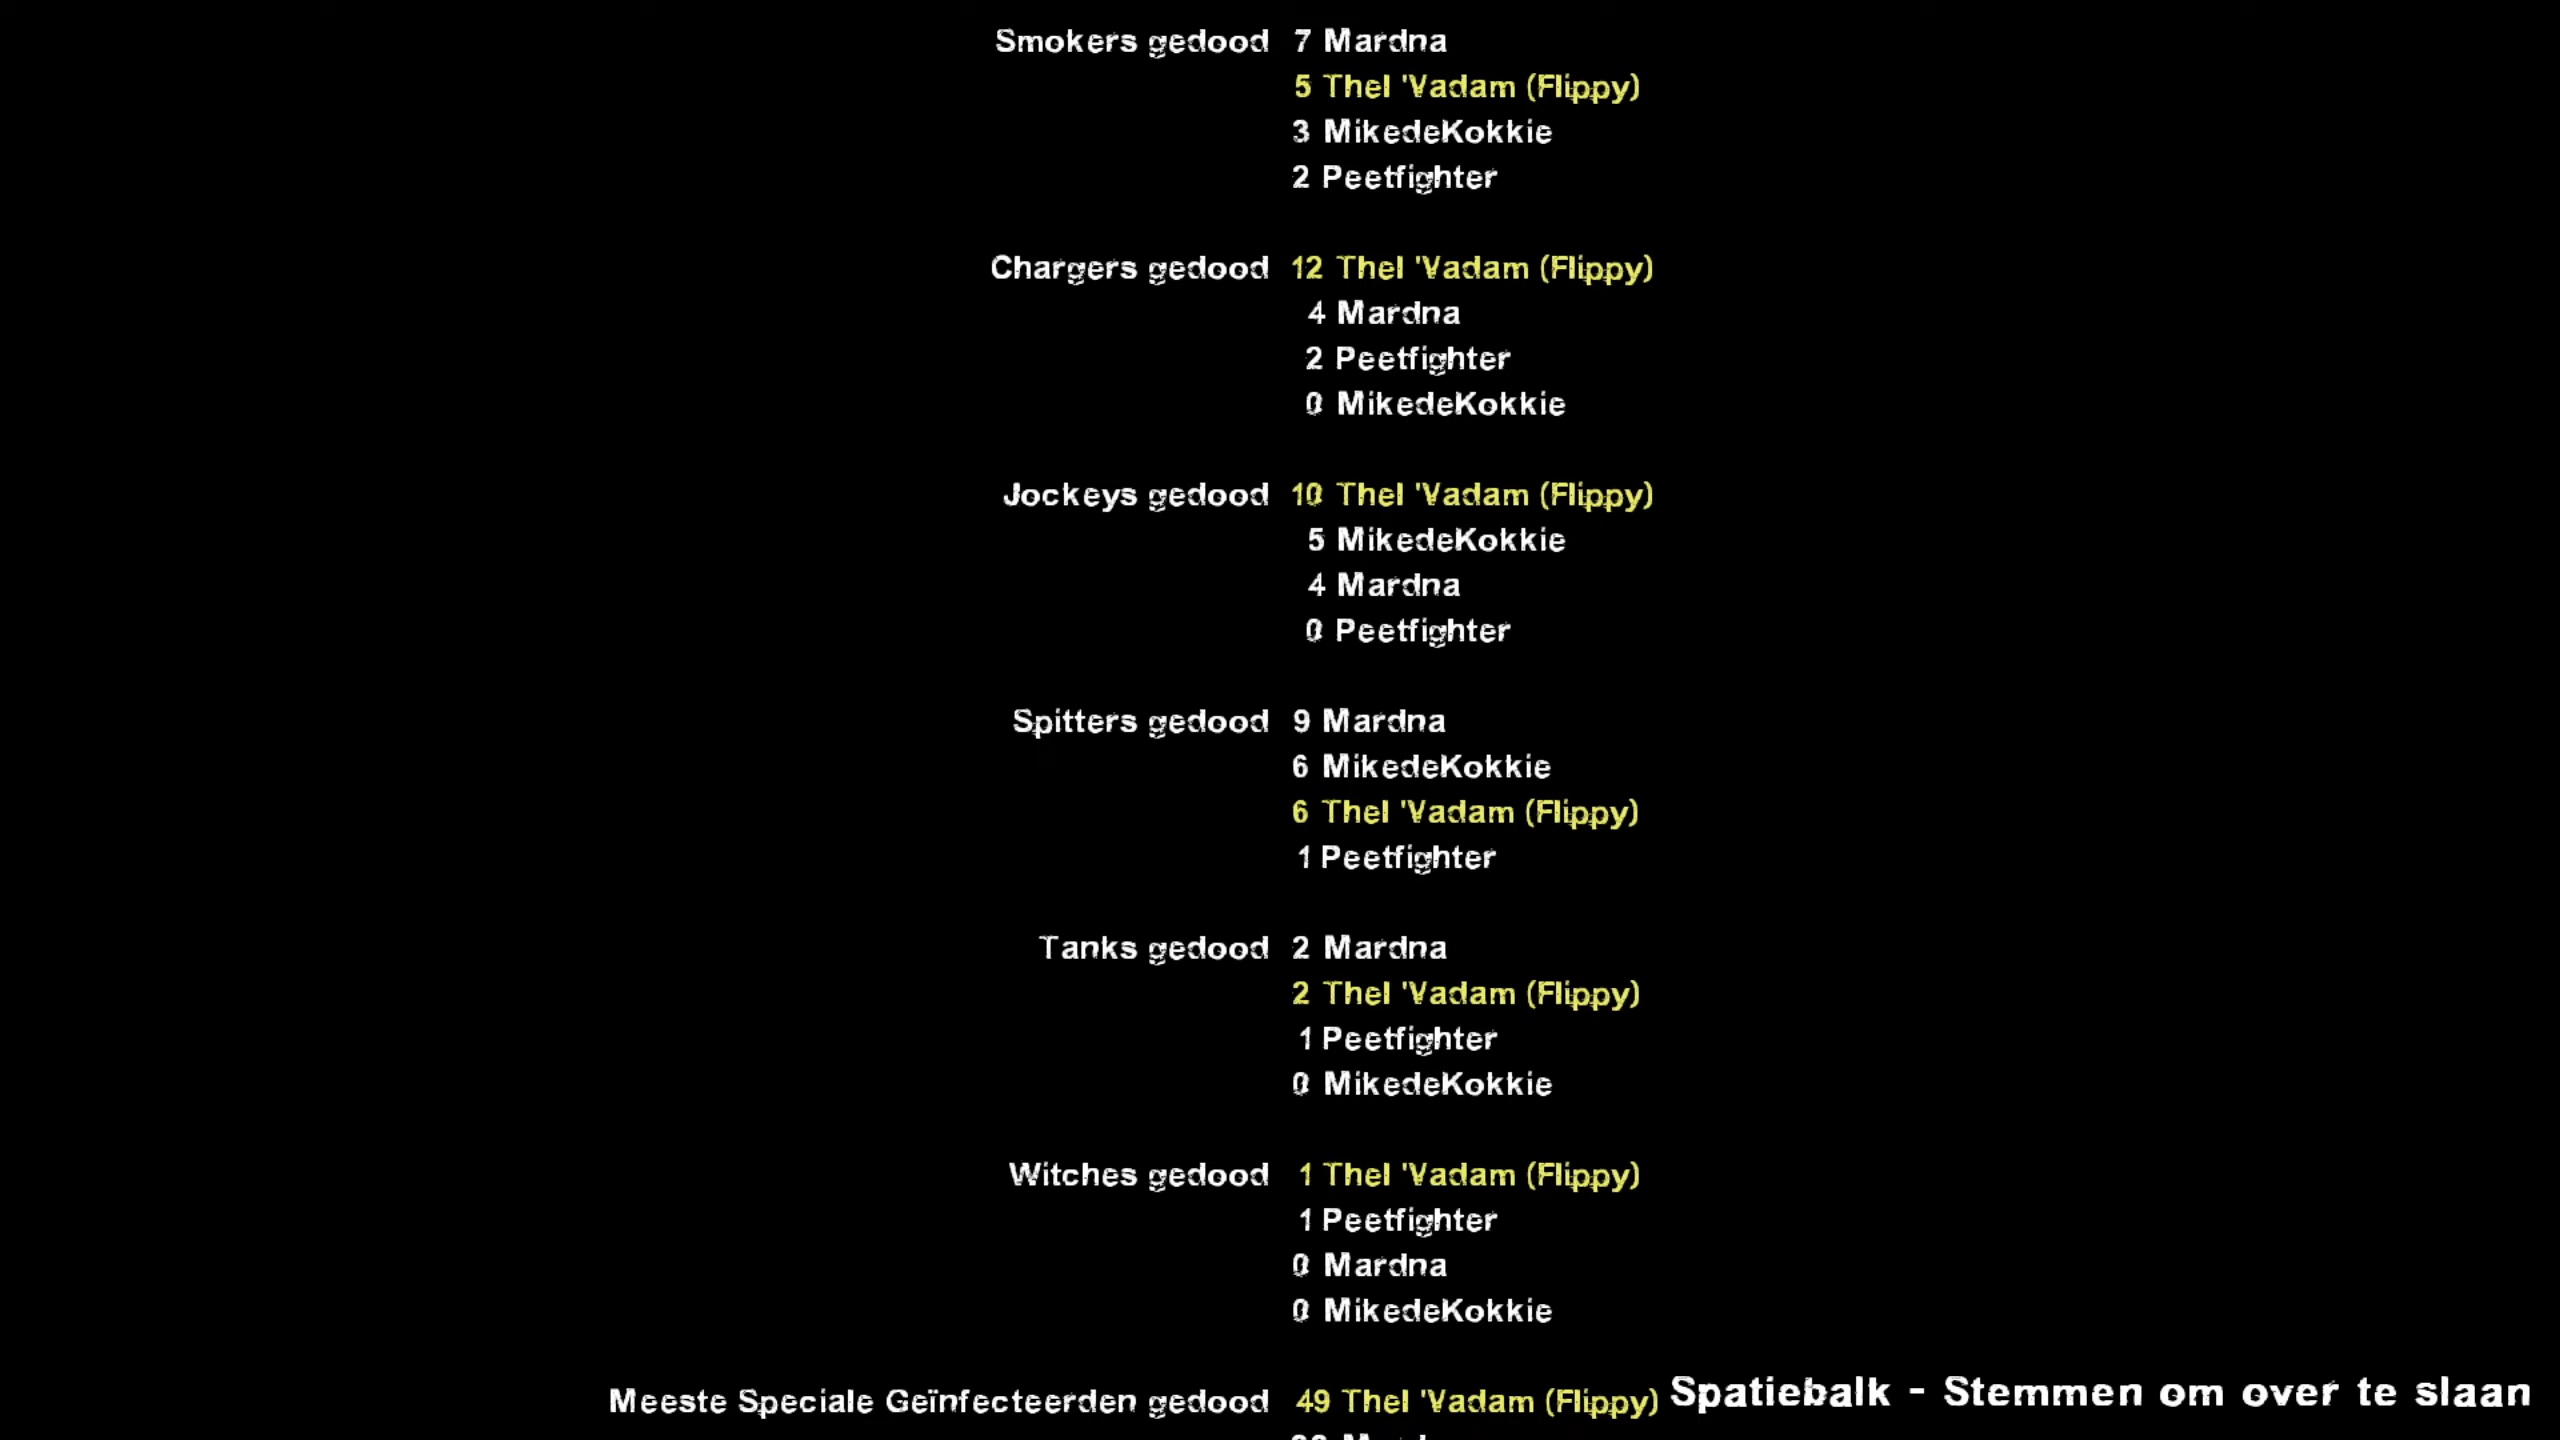 Smokers gedood 7 Mardna
5 Thel 'Vadam (Flippy)
3 MikedeKokkie
2 Peetfighter
Chargers gedood 12 Thel 'Vadam (Flippy)
4 Mardna
2 Peetfighter
0 MikedeKokkie
Jockeys gedood 10 Thel 'Vadam (Flippy)
5 MikedeKokkie
4 Mardna
0 Peetfighter
Spitters gedood 9 Mardna
6 MikedeKokkie
6 Thel 'Vadam (Flippy)
1 Peetfighter
Tanks gedood 2 Mardna
2 Thel 'Vadam (Flippy)
1 Peetfighter
0 MikedeKokkie
Witches gedood 1 Thel 'Vadam (Flippy)
1 Peetfighter
0 Mardna
0 MikedeKokkie
Meeste Speciale Geïnfecteerden gedood 49 Thel 'Vadam (Flippy)
Spatiebalk - Stemmen om over te slaan